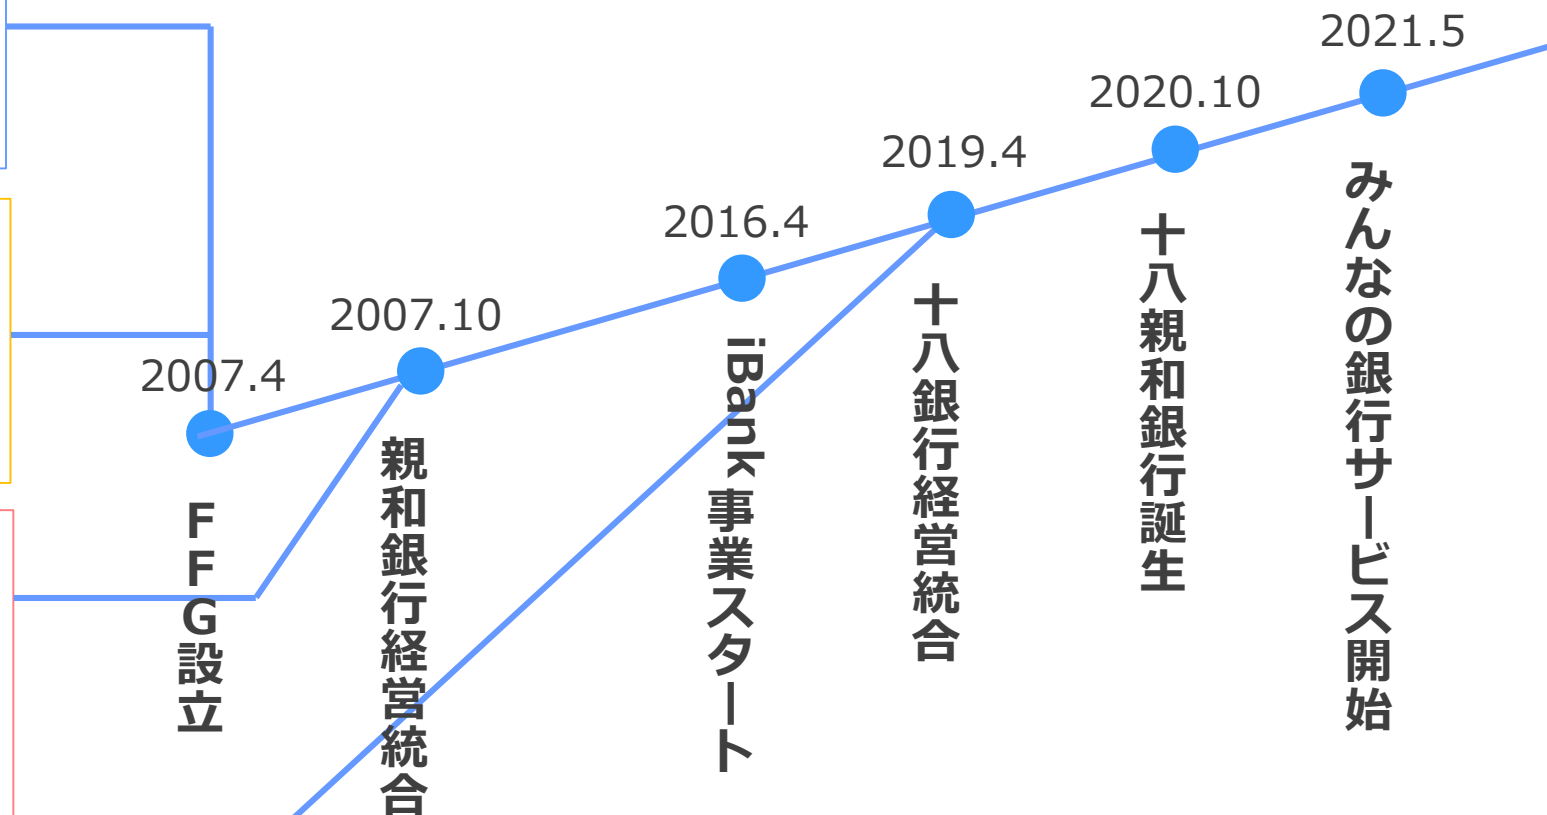 2007.4
FFG設立
2007.10
親和銀行経営統合
2016.4
iBank 事業スタート
2019.4
十八銀行経営統合
2020.10
十八親和銀行誕生
2021.5
みんなの銀行サービス開始